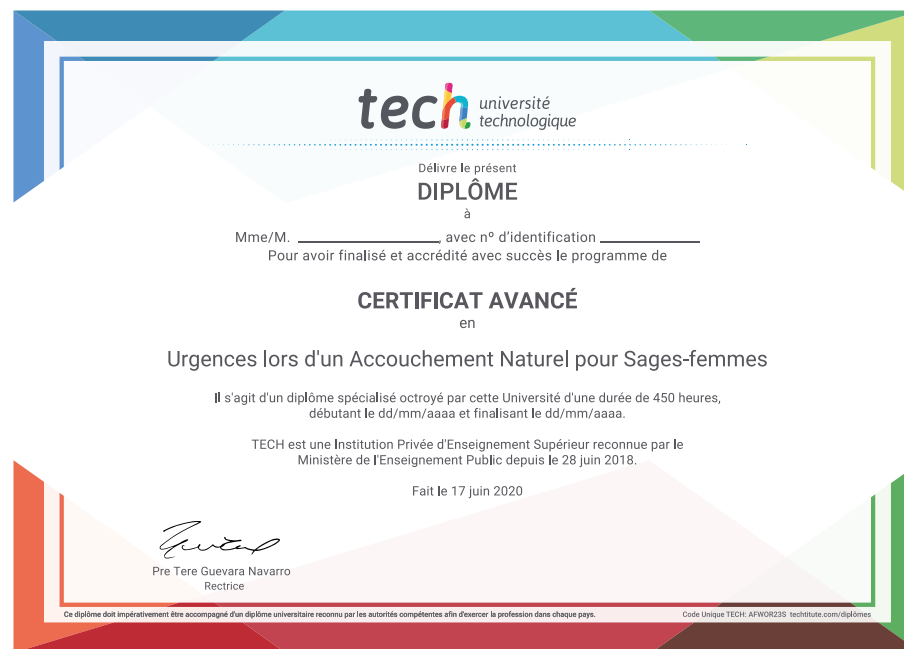 tech université
technologique
Délivre le présent
DIPLÔME
à
Mme/M. ____________________, avec nº d'identification ______________
Pour avoir finalisé et accrédité avec succès le programme de
CERTIFICAT AVANCÉ
en
Urgences lors d'un Accouchement Naturel pour Sages-femmes
Il s'agit d'un diplôme spécialisé octroyé par cette Université d'une durée de 450 heures,
débutant le dd/mm/aaaa et finalisant le dd/mm/aaaa.
TECH est une Institution Privée d'Enseignement Supérieur reconnue par le
Ministère de l'Enseignement Public depuis le 28 juin 2018.
Fait le 17 juin 2020
Pre Tere Guevara Navarro
Rectrice
Ce diplôme doit impérativement être accompagné d'un diplôme universitaire reconnu par les autorités compétentes afin d'exercer la profession dans chaque pays.
Code Unique TECH: AFWOR23S techtitute.com/diplômes